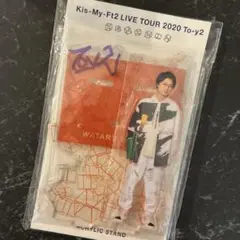 Kis-My-Ft2 LIVE TOUR 2020 To-y2
WATARU
ACRYLIC STAND